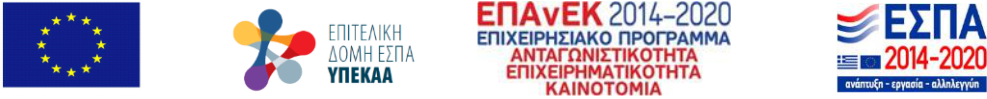 ΕΠΙΤΕΛΙΚΗ
ΔΟΜΗ ΕΣΠΑ
ΥΠΕΚΑΑ
ΕΠΑνΕΚ 2014–2020
ΕΠΙΧΕΙΡΗΣΙΑΚΟ ΠΡΟΓΡΑΜΜΑ
ΑΝΤΑΓΩΝΙΣΤΙΚΟΤΗΤΑ
ΕΠΙΧΕΙΡΗΜΑΤΙΚΟΤΗΤΑ
ΚΑΙΝΟΤΟΜΙΑ
ΕΣΠΑ
2014-2020
ανάπτυξη - εργασία - αλληλεγγύη